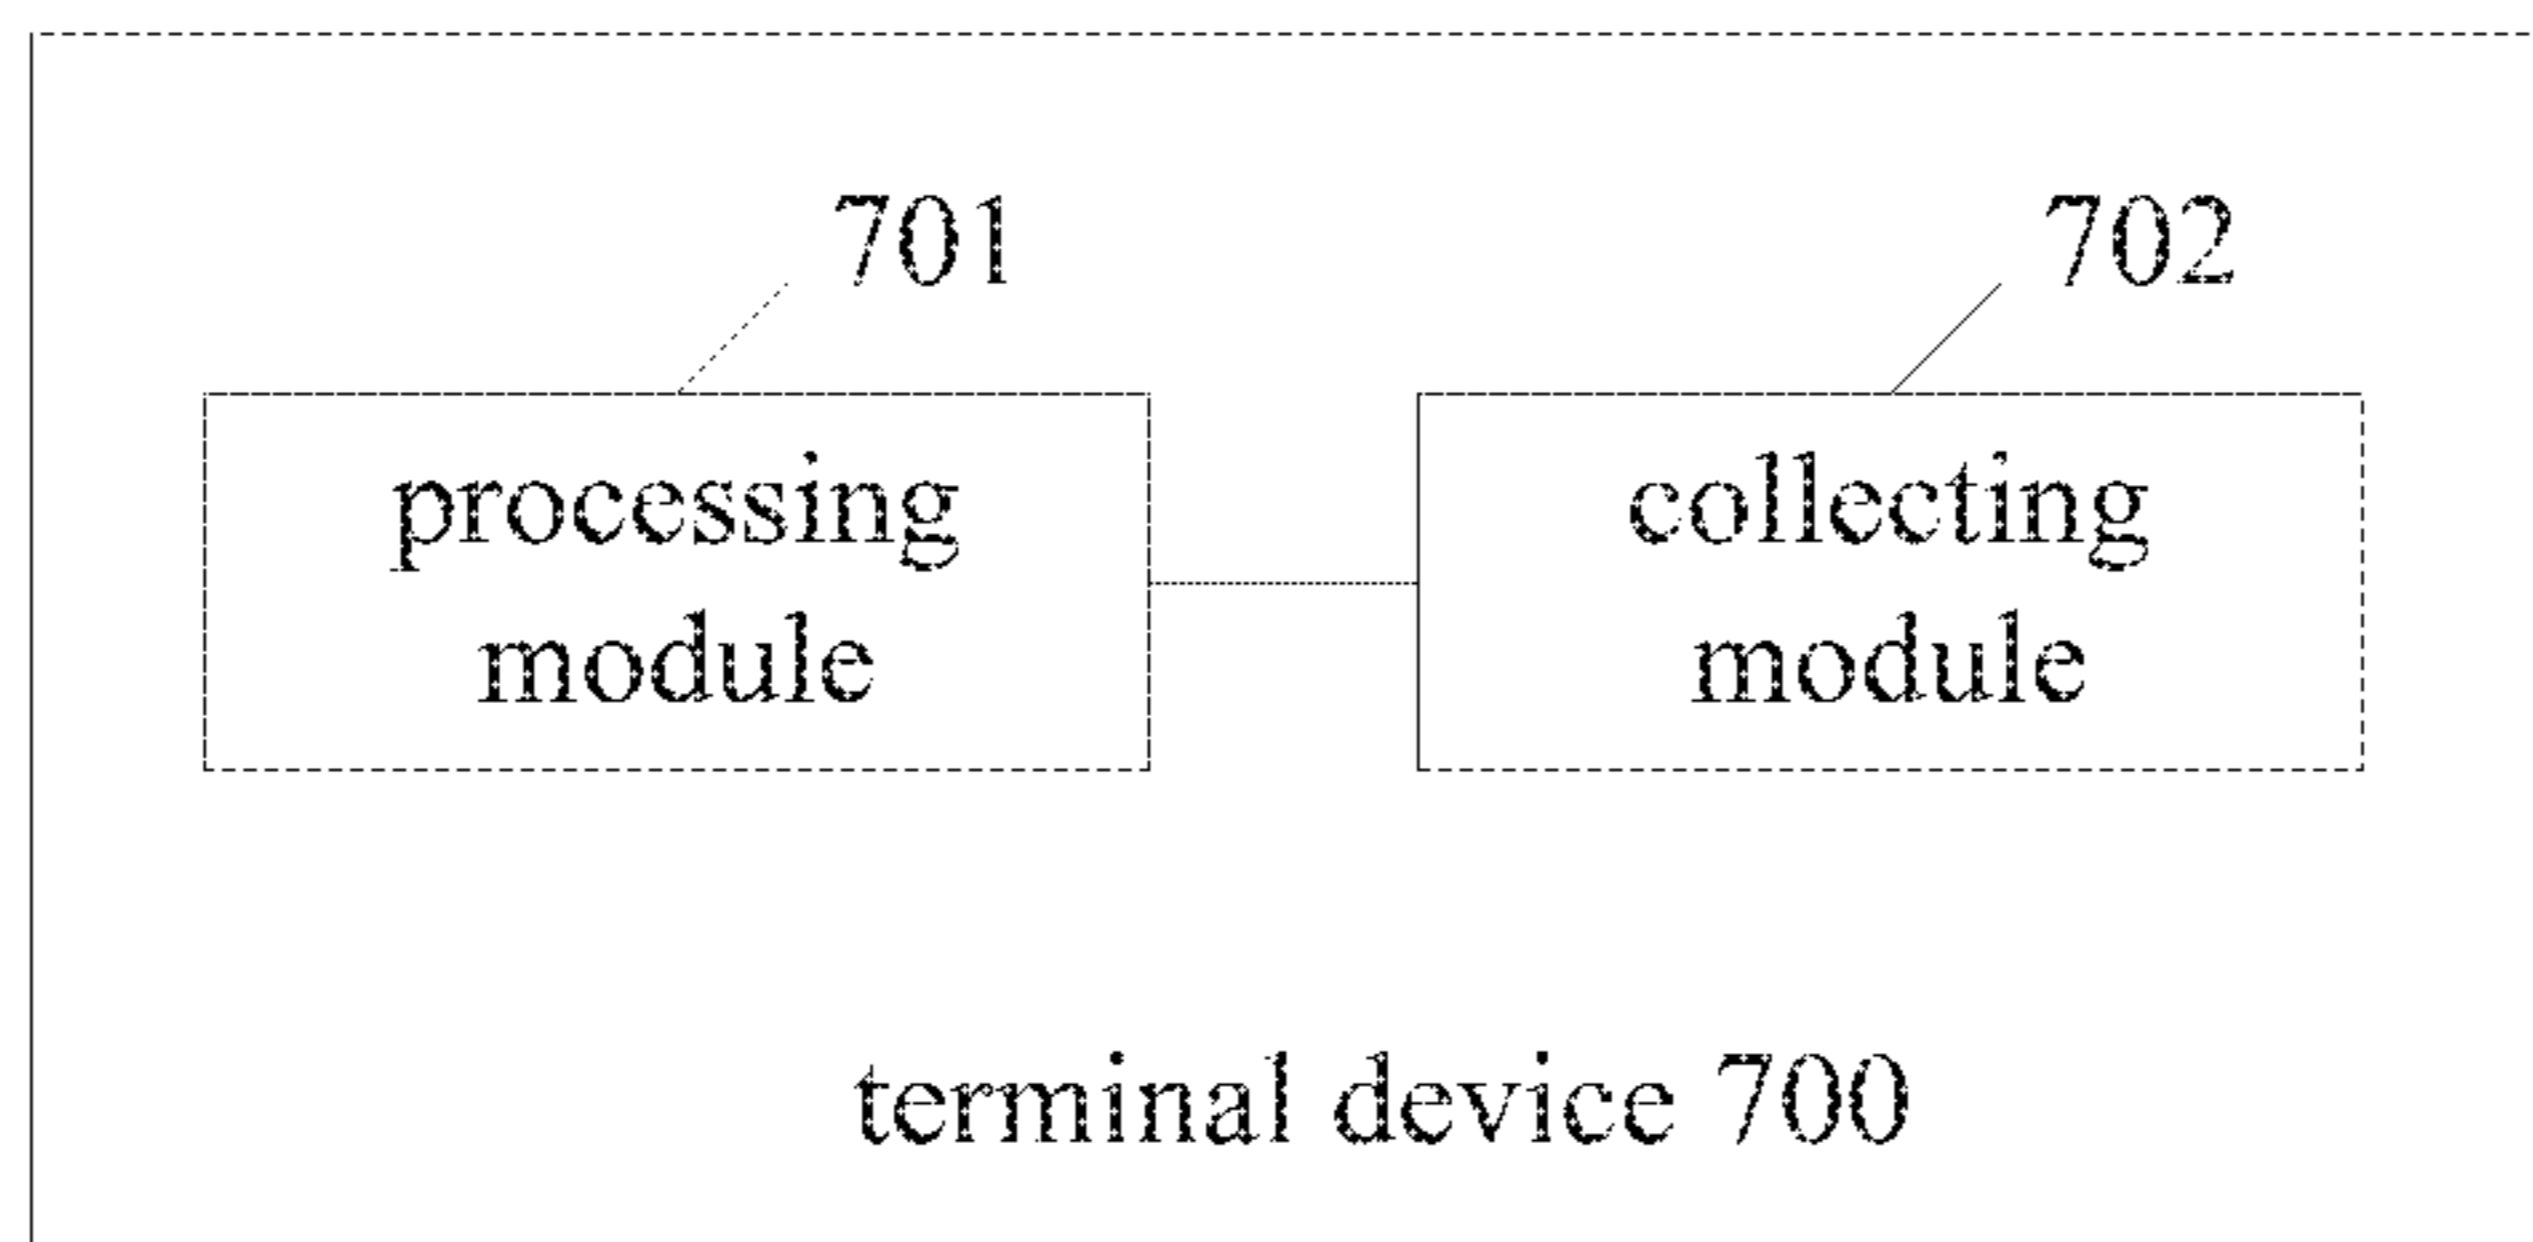 701
702
processing
module
collecting
module
terminal device 700